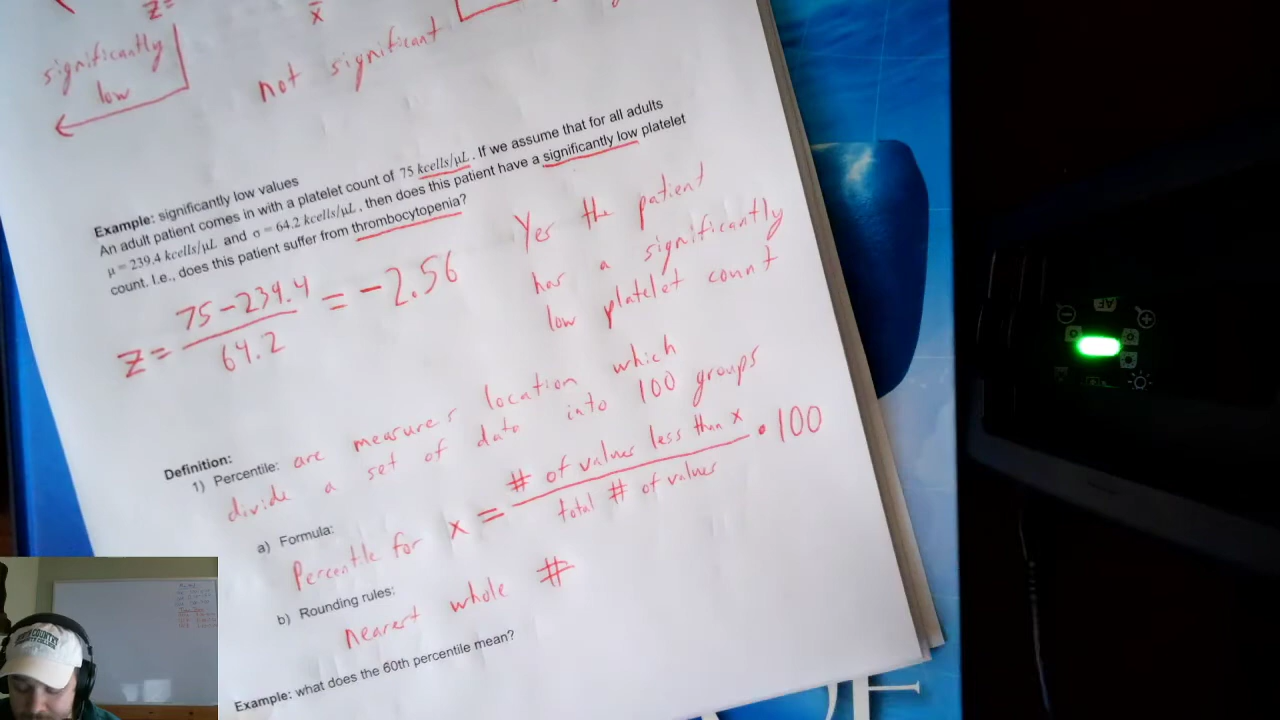 z=
x̄
significantly
low
not significant
Example: significantly low values
An adult patient comes in with a platelet count of 75 kcells/μL. If we assume that for all adults
μ = 239.4 kcells/μL and σ = 64.2 kcells/μL, then does this patient have a significantly low platelet
count. I.e., does this patient suffer from thrombocytopenia?
z = 75-239.4 / 64.2 = -2.56
Yes the patient
has a significantly
low platelet count
Definition:
1) Percentile: are measures location which
divide a set of data into 100 groups
a) Formula:
Percentile for x = # of values less than x / total # of values • 100
b) Rounding rules:
nearest whole #
Example: what does the 60th percentile mean?
AF